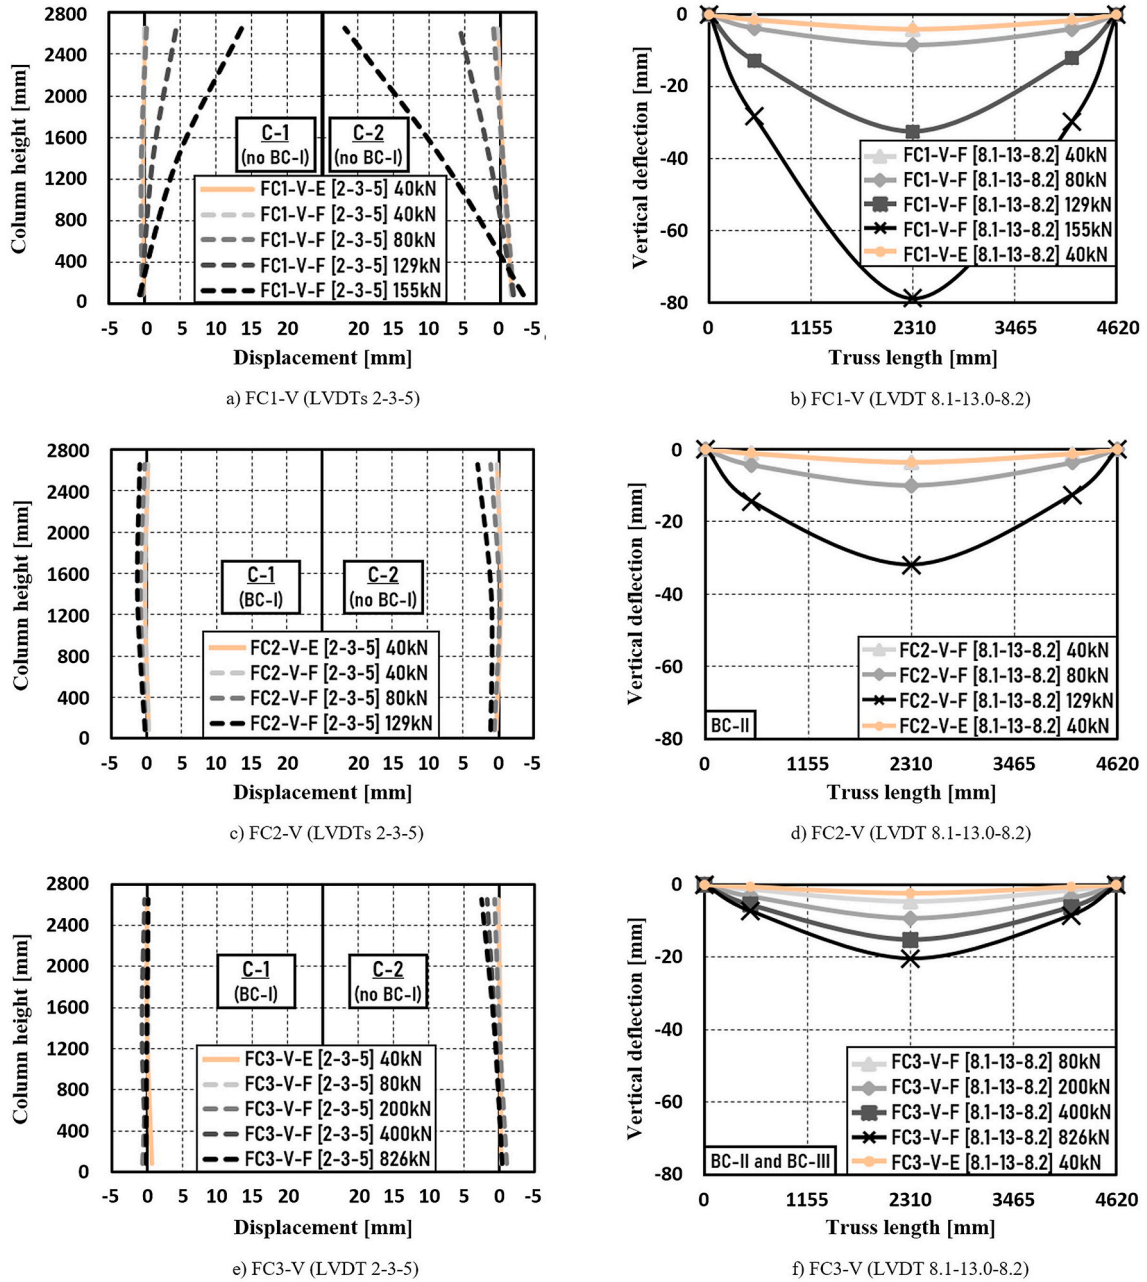 2800
2400
2000
1600
1200
800
400
0
Column height [mm]
C-1
(no BC-I)
C-2
(no BC-I)
FC1-V-E [2-3-5] 40kN
FC1-V-F [2-3-5] 40kN
FC1-V-F [2-3-5] 80kN
FC1-V-F [2-3-5] 129kN
FC1-V-F [2-3-5] 155kN
-5 0 5 10 15 20 20 15 10 5 0 -5
Displacement [mm]
a) FC1-V (LVDTs 2-3-5)
0
-20
-40
-60
-80
Vertical deflection [mm]
FC1-V-F [8.1-13-8.2] 40kN
FC1-V-F [8.1-13-8.2] 80kN
FC1-V-F [8.1-13-8.2] 129kN
FC1-V-F [8.1-13-8.2] 155kN
FC1-V-E [8.1-13-8.2] 40kN
0 1155 2310 3465 4620
Truss length [mm]
b) FC1-V (LVDT 8.1-13.0-8.2)
2800
2400
2000
1600
1200
800
400
0
Column height [mm]
C-1
(BC-I)
C-2
(no BC-I)
FC2-V-E [2-3-5] 40kN
FC2-V-F [2-3-5] 40kN
FC2-V-F [2-3-5] 80kN
FC2-V-F [2-3-5] 129kN
-5 0 5 10 15 20 20 15 10 5 0 -5
Displacement [mm]
c) FC2-V (LVDTs 2-3-5)
0
-20
-40
-60
-80
Vertical deflection [mm]
FC2-V-F [8.1-13-8.2] 40kN
FC2-V-F [8.1-13-8.2] 80kN
FC2-V-F [8.1-13-8.2] 129kN
FC2-V-E [8.1-13-8.2] 40kN
BC-II
0 1155 2310 3465 4620
Truss length [mm]
d) FC2-V (LVDT 8.1-13.0-8.2)
2800
2400
2000
1600
1200
800
400
0
Column height [mm]
C-1
(BC-I)
C-2
(no BC-I)
FC3-V-E [2-3-5] 40kN
FC3-V-F [2-3-5] 80kN
FC3-V-F [2-3-5] 200kN
FC3-V-F [2-3-5] 400kN
FC3-V-F [2-3-5] 826kN
-5 0 5 10 15 20 20 15 10 5 0 -5
Displacement [mm]
e) FC3-V (LVDT 2-3-5)
0
-20
-40
-60
-80
Vertical deflection [mm]
FC3-V-F [8.1-13-8.2] 80kN
FC3-V-F [8.1-13-8.2] 200kN
FC3-V-F [8.1-13-8.2] 400kN
FC3-V-F [8.1-13-8.2] 826kN
FC3-V-E [8.1-13-8.2] 40kN
BC-II and BC-III
0 1155 2310 3465 4620
Truss length [mm]
f) FC3-V (LVDT 8.1-13.0-8.2)